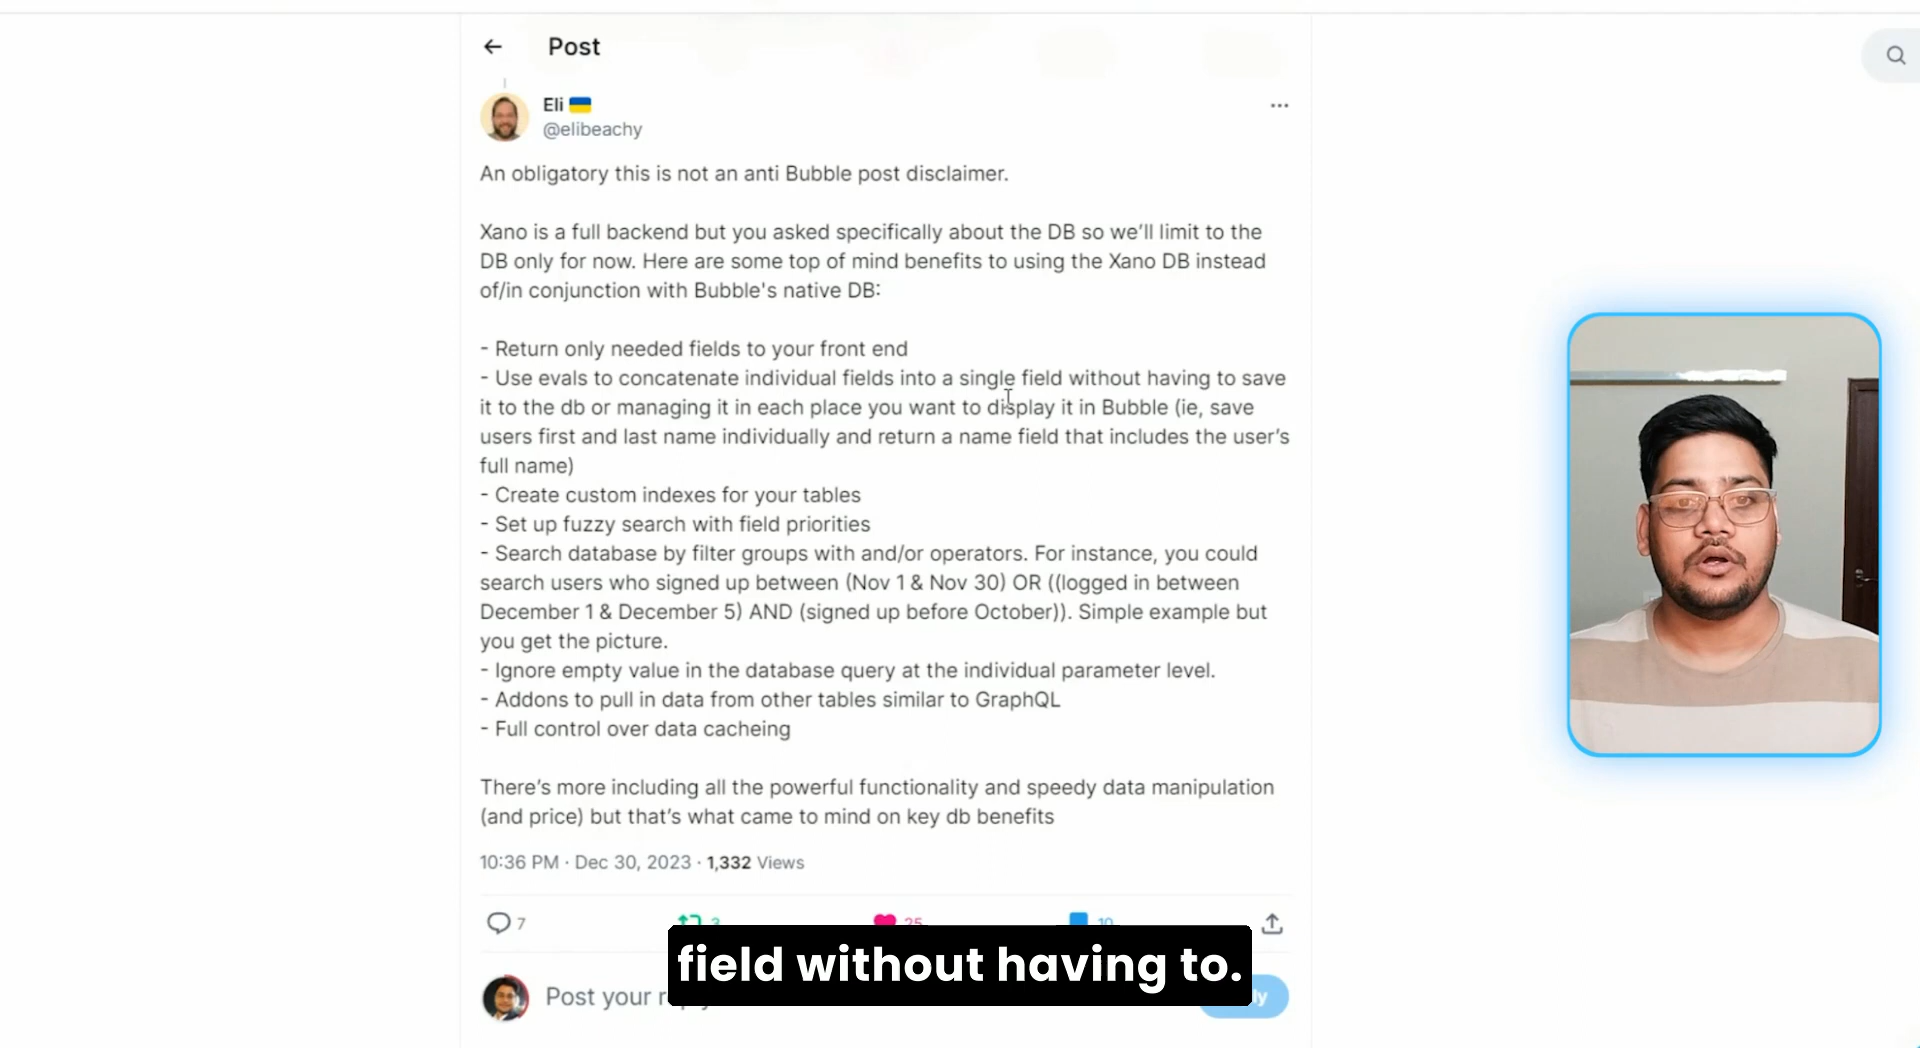 Post
Eli
@elibeachy
An obligatory this is not an anti Bubble post disclaimer.
Xano is a full backend but you asked specifically about the DB so we'll limit to the
DB only for now. Here are some top of mind benefits to using the Xano DB instead
of/in conjunction with Bubble's native DB:
- Return only needed fields to your front end
- Use evals to concatenate individual fields into a single field without having to save
it to the db or managing it in each place you want to display it in Bubble (ie, save
users first and last name individually and return a name field that includes the user's
full name)
- Create custom indexes for your tables
- Set up fuzzy search with field priorities
- Search database by filter groups with and/or operators. For instance, you could
search users who signed up between (Nov 1 & Nov 30) OR ((logged in between
December 1 & December 5) AND (signed up before October)). Simple example but
you get the picture.
- Ignore empty value in the database query at the individual parameter level.
- Addons to pull in data from other tables similar to GraphQL
- Full control over data cacheing
There's more including all the powerful functionality and speedy data manipulation
(and price) but that's what came to mind on key db benefits
10:36 PM · Dec 30, 2023 · 1,332 Views
7 3 25 10
field without having to.
Post your